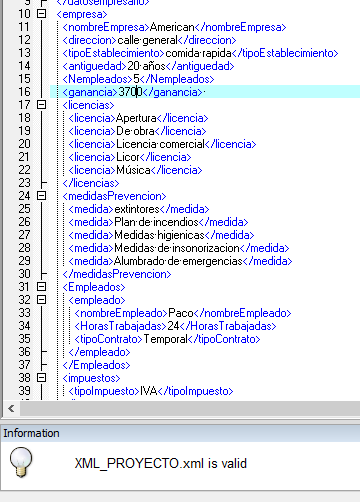 9 </datosempresario>
10 <empresa>
11 <nombreEmpresa>American</nombreEmpresa>
12 <direccion>calle general</direccion>
13 <tipoEstablecimiento>comida rapida</tipoEstablecimiento>
14 <antiguedad>20 años</antiguedad>
15 <Nempleados>5</Nempleados>
16 <ganancia>3700</ganancia>
17 <licencias>
18 <licencia>Apertura</licencia>
19 <licencia>De obra</licencia>
20 <licencia>Licencia comercial</licencia>
21 <licencia>Licor</licencia>
22 <licencia>Música</licencia>
23 </licencias>
24 <medidasPrevencion>
25 <medida>extintores</medida>
26 <medida>Plan de incendios</medida>
27 <medida>Medidas higienicas</medida>
28 <medida>Medidas de insonorizacion</medida>
29 <medida>Alumbrado de emergencias</medida>
30 </medidasPrevencion>
31 <Empleados>
32 <empleado>
33 <nombreEmpleado>Paco</nombreEmpleado>
34 <HorasTrabajadas>24</HorasTrabajadas>
35 <tipoContrato>Temporal</tipoContrato>
36 </empleado>
37 </Empleados>
38 <impuestos>
39 <tipoImpuesto>IVA</tipoImpuesto>
Information
XML_PROYECTO.xml is valid